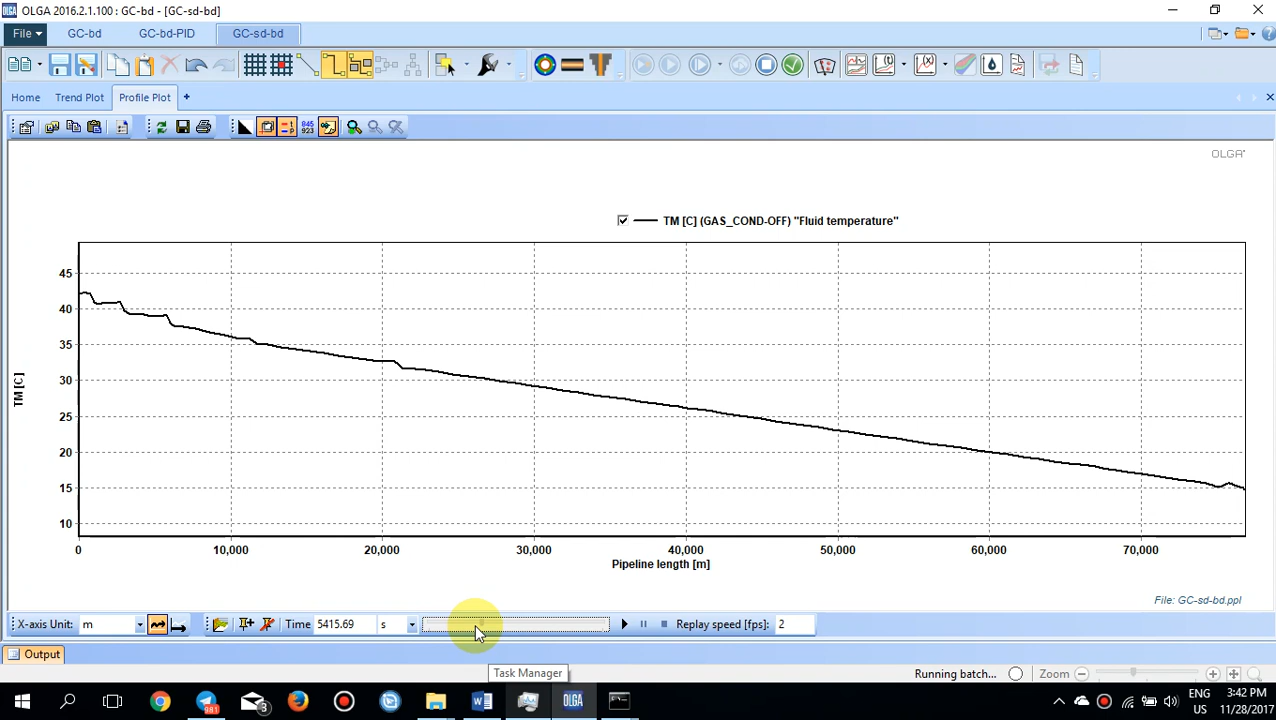 OLGA 2016.2.1.100 : GC-bd - [GC-sd-bd]
File GC-bd GC-bd-PID GC-sd-bd
Home Trend Plot Profile Plot +
OLGA
TM [C] (GAS_COND-OFF) "Fluid temperature"
45
40
35
30
25
20
15
10
TM [C]
0 10,000 20,000 30,000 40,000 50,000 60,000 70,000
Pipeline length [m]
File: GC-sd-bd.ppl
X-axis Unit: m Time 5415.69 s Replay speed [fps]: 2
Output
Task Manager
Running batch... Zoom
ENG 3:42 PM
US 11/28/2017
981
3
OLGA